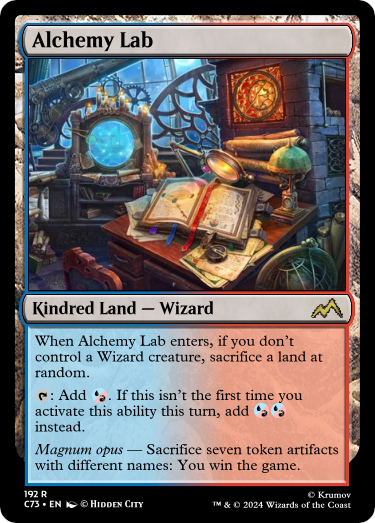 Alchemy Lab
Kindred Land — Wizard
When Alchemy Lab enters, if you don't
control a Wizard creature, sacrifice a land at
random.
: Add . If this isn't the first time you
activate this ability this turn, add
instead.
Magnum opus — Sacrifice seven token artifacts
with different names: You win the game.
192 R
C73 • EN HIDDEN CITY
© Krumov
™ & © 2024 Wizards of the Coast